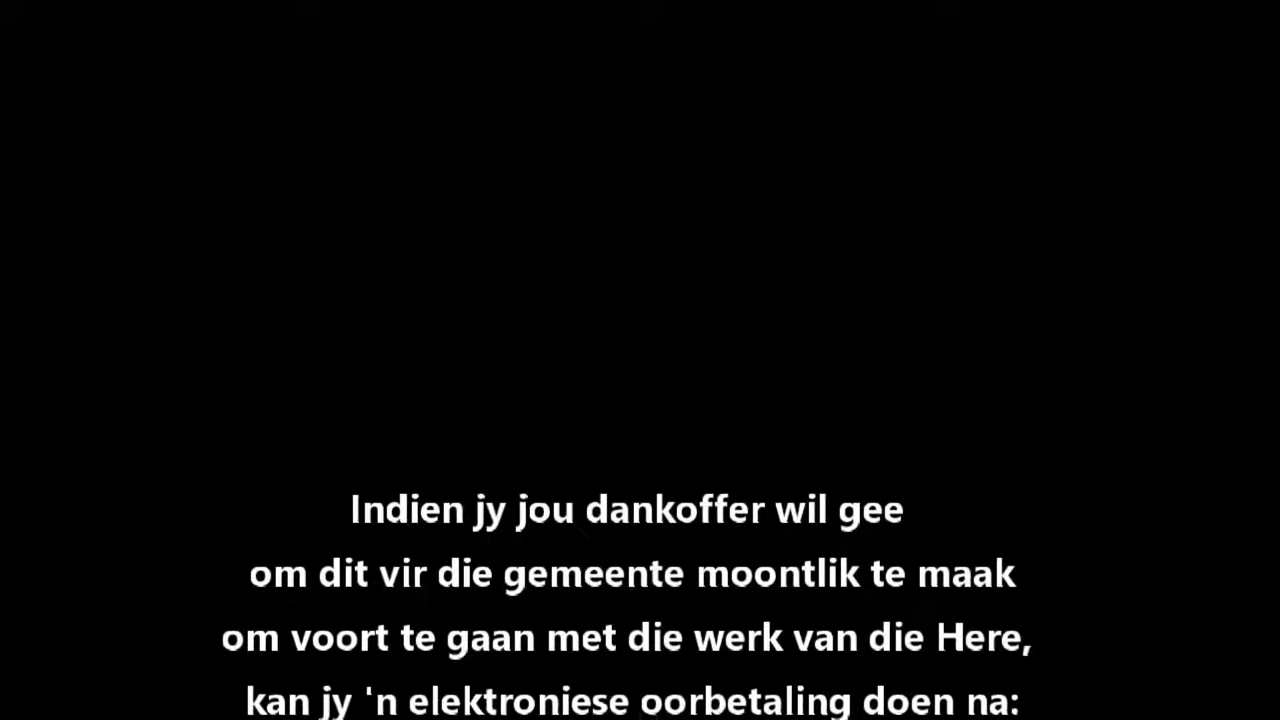 Indien jy jou dankoffer wil gee
om dit vir die gemeente moontlik te maak
om voort te gaan met die werk van die Here,
kan jy 'n elektroniese oorbetaling doen na: